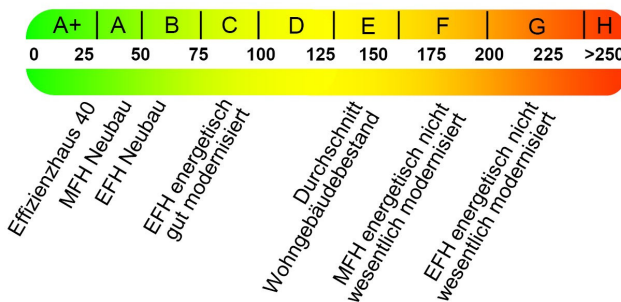 A+ A B C D E F G H
0 25 50 75 100 125 150 175 200 225 >250
Effizienzhaus 40
MFH Neubau
EFH Neubau
EFH energetisch
gut modernisiert
Durchschnitt
Wohngebäudebestand
MFH energetisch nicht
wesentlich modernisiert
EFH energetisch nicht
wesentlich modernisiert